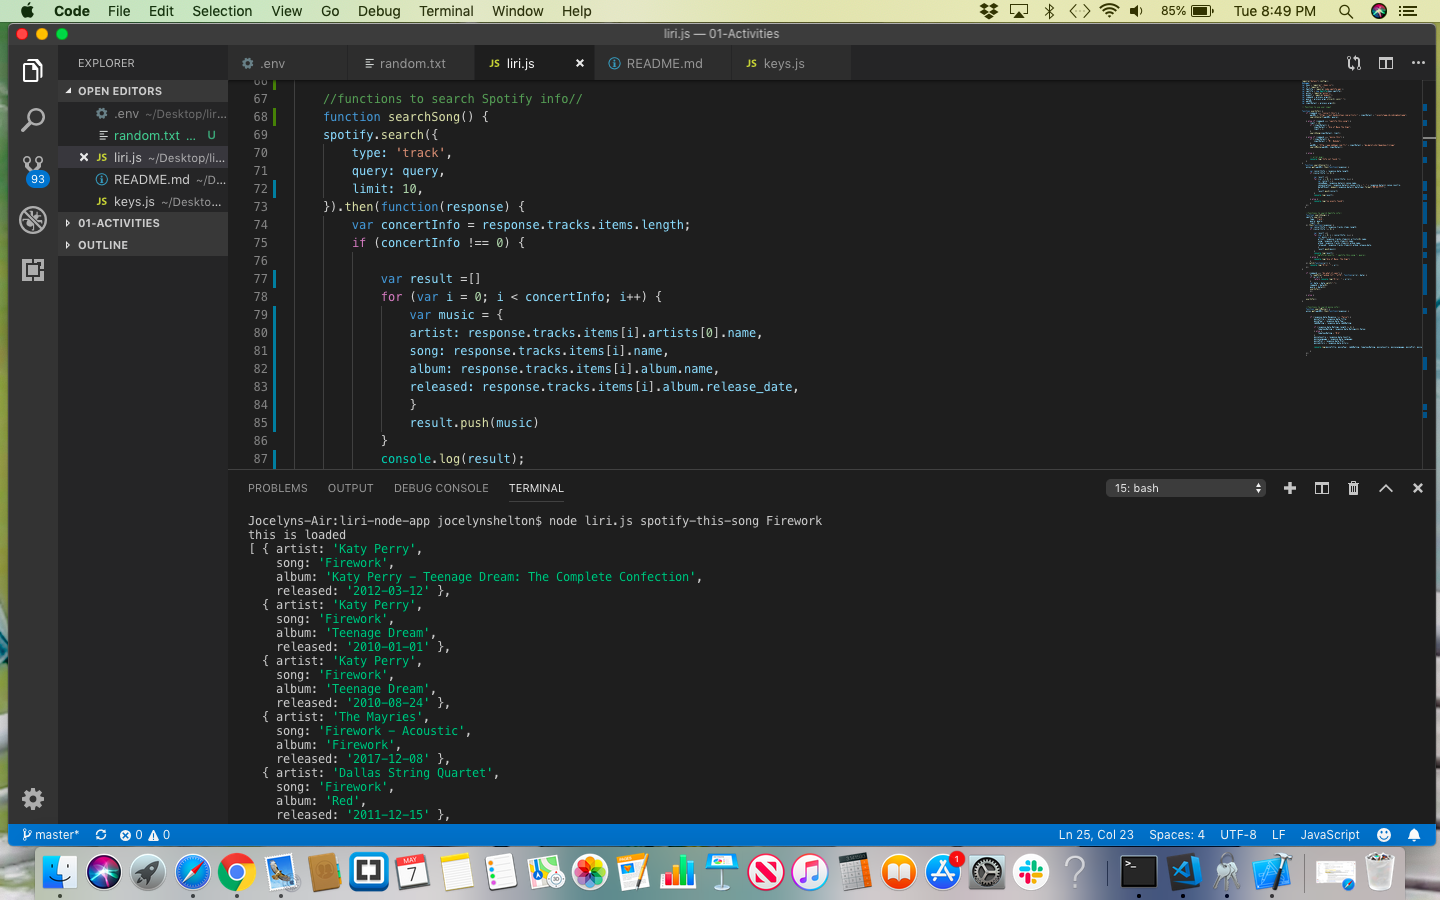 Code File Edit Selection View Go Debug Terminal Window Help 85% Tue 8:49 PM
liri.js — 01-Activities
EXPLORER
.env
random.txt
JS liri.js
README.md
JS keys.js
OPEN EDITORS
.env ~/Desktop/lir...
random.txt ... U
JS liri.js ~/Desktop/li...
README.md ~/D...
JS keys.js ~/Deskto...
01-ACTIVITIES
OUTLINE
93
66
67 //functions to search Spotify info//
68 function searchSong() {
69 spotify.search({
70 type: 'track',
71 query: query,
72 limit: 10,
73 }).then(function(response) {
74 var concertInfo = response.tracks.items.length;
75 if (concertInfo !== 0) {
76
77 var result =[]
78 for (var i = 0; i < concertInfo; i++) {
79 var music = {
80 artist: response.tracks.items[i].artists[0].name,
81 song: response.tracks.items[i].name,
82 album: response.tracks.items[i].album.name,
83 released: response.tracks.items[i].album.release_date,
84 }
85 result.push(music)
86 }
87 console.log(result);
PROBLEMS OUTPUT DEBUG CONSOLE TERMINAL 15: bash
Jocelyns-Air:liri-node-app jocelynshelton$ node liri.js spotify-this-song Firework
this is loaded
[ { artist: 'Katy Perry',
song: 'Firework',
album: 'Katy Perry - Teenage Dream: The Complete Confection',
released: '2012-03-12' },
{ artist: 'Katy Perry',
song: 'Firework',
album: 'Teenage Dream',
released: '2010-01-01' },
{ artist: 'Katy Perry',
song: 'Firework',
album: 'Teenage Dream',
released: '2010-08-24' },
{ artist: 'The Mayries',
song: 'Firework - Acoustic',
album: 'Firework',
released: '2017-12-08' },
{ artist: 'Dallas String Quartet',
song: 'Firework',
album: 'Red',
released: '2011-12-15' },
master* 0 0 Ln 25, Col 23 Spaces: 4 UTF-8 LF JavaScript
MAY
7
1